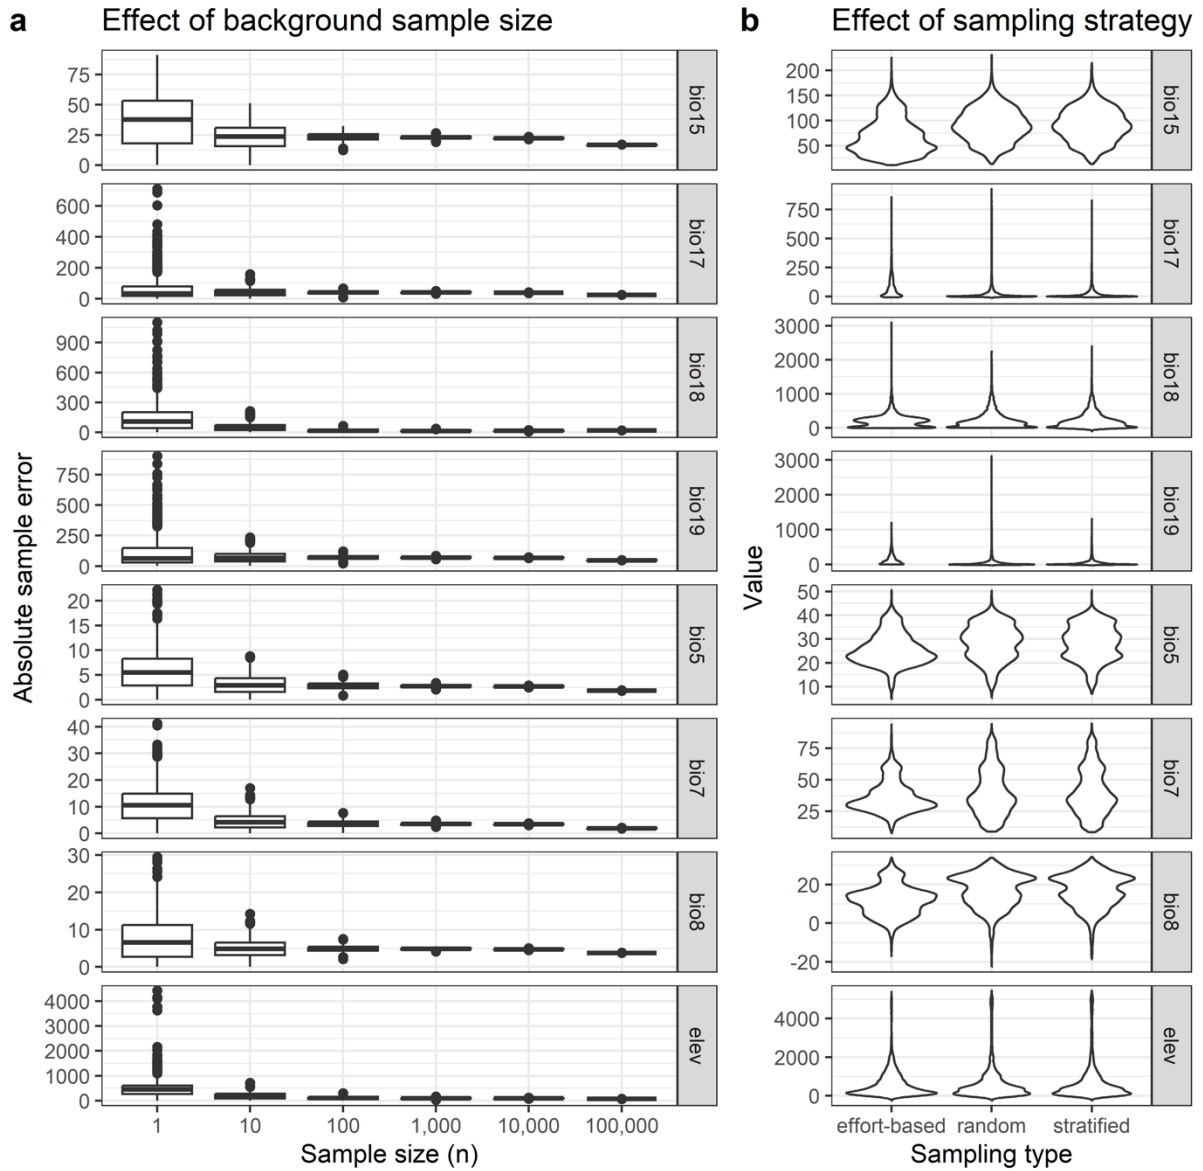 a Effect of background sample size
Absolute sample error
75
50
25
0
bio15
600
400
200
0
bio17
900
600
300
0
bio18
750
500
250
0
bio19
20
15
10
5
0
bio5
40
30
20
10
0
bio7
30
20
10
0
bio8
4000
3000
2000
1000
0
elev
1 10 100 1,000 10,000 100,000
Sample size (n)
b Effect of sampling strategy
Value
200
150
100
50
bio15
750
500
250
0
bio17
3000
2000
1000
0
bio18
3000
2000
1000
0
bio19
50
40
30
20
10
bio5
75
50
25
bio7
20
0
-20
bio8
4000
2000
0
elev
effort-based random stratified
Sampling type